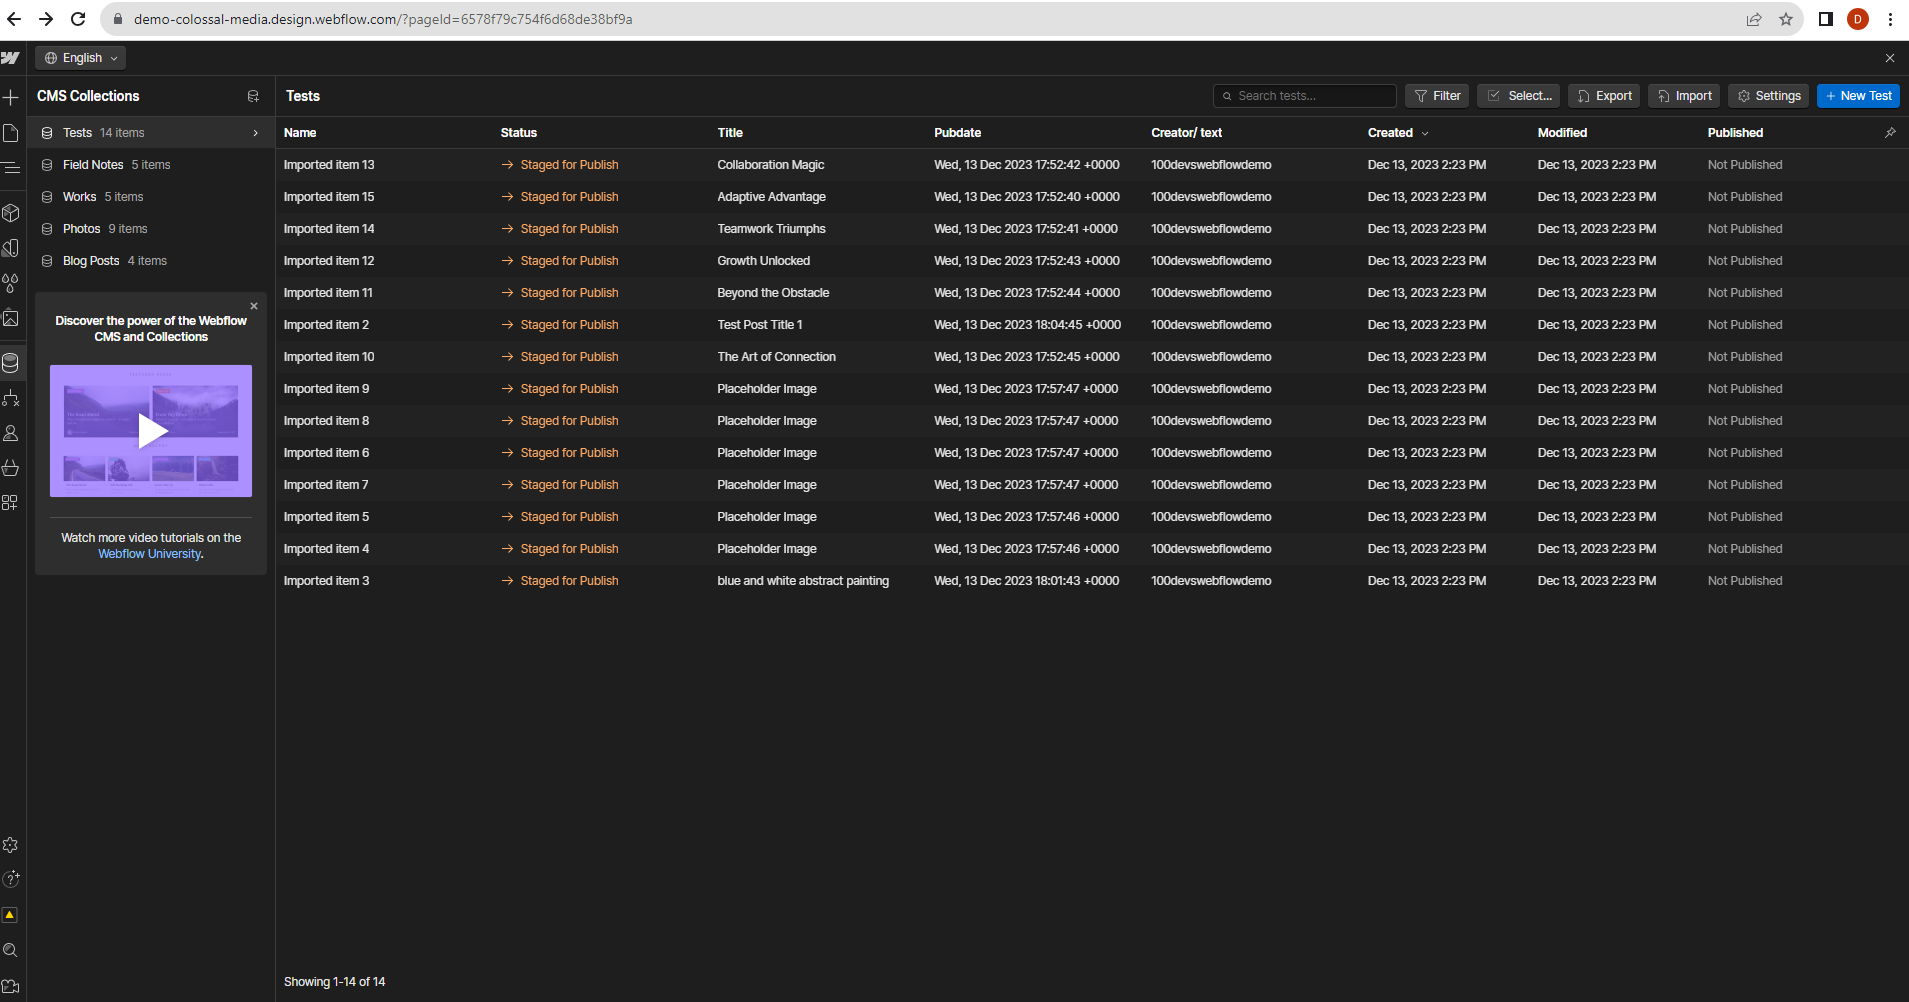 demo-colossal-media.design.webflow.com/?pageId=6578f79c754f6d68de38bf9a
D
English
CMS Collections
Tests 14 items
Field Notes 5 items
Works 5 items
Photos 9 items
Blog Posts 4 items
Discover the power of the Webflow
CMS and Collections
Watch more video tutorials on the
Webflow University.
Tests
Search tests...
Filter
Select...
Export
Import
Settings
+ New Test
Name Status Title Pubdate Creator/ text Created Modified Published
Imported item 13 → Staged for Publish Collaboration Magic Wed, 13 Dec 2023 17:52:42 +0000 100devswebflowdemo Dec 13, 2023 2:23 PM Dec 13, 2023 2:23 PM Not Published
Imported item 15 → Staged for Publish Adaptive Advantage Wed, 13 Dec 2023 17:52:40 +0000 100devswebflowdemo Dec 13, 2023 2:23 PM Dec 13, 2023 2:23 PM Not Published
Imported item 14 → Staged for Publish Teamwork Triumphs Wed, 13 Dec 2023 17:52:41 +0000 100devswebflowdemo Dec 13, 2023 2:23 PM Dec 13, 2023 2:23 PM Not Published
Imported item 12 → Staged for Publish Growth Unlocked Wed, 13 Dec 2023 17:52:43 +0000 100devswebflowdemo Dec 13, 2023 2:23 PM Dec 13, 2023 2:23 PM Not Published
Imported item 11 → Staged for Publish Beyond the Obstacle Wed, 13 Dec 2023 17:52:44 +0000 100devswebflowdemo Dec 13, 2023 2:23 PM Dec 13, 2023 2:23 PM Not Published
Imported item 2 → Staged for Publish Test Post Title 1 Wed, 13 Dec 2023 18:04:45 +0000 100devswebflowdemo Dec 13, 2023 2:23 PM Dec 13, 2023 2:23 PM Not Published
Imported item 10 → Staged for Publish The Art of Connection Wed, 13 Dec 2023 17:52:45 +0000 100devswebflowdemo Dec 13, 2023 2:23 PM Dec 13, 2023 2:23 PM Not Published
Imported item 9 → Staged for Publish Placeholder Image Wed, 13 Dec 2023 17:57:47 +0000 100devswebflowdemo Dec 13, 2023 2:23 PM Dec 13, 2023 2:23 PM Not Published
Imported item 8 → Staged for Publish Placeholder Image Wed, 13 Dec 2023 17:57:47 +0000 100devswebflowdemo Dec 13, 2023 2:23 PM Dec 13, 2023 2:23 PM Not Published
Imported item 6 → Staged for Publish Placeholder Image Wed, 13 Dec 2023 17:57:47 +0000 100devswebflowdemo Dec 13, 2023 2:23 PM Dec 13, 2023 2:23 PM Not Published
Imported item 7 → Staged for Publish Placeholder Image Wed, 13 Dec 2023 17:57:47 +0000 100devswebflowdemo Dec 13, 2023 2:23 PM Dec 13, 2023 2:23 PM Not Published
Imported item 5 → Staged for Publish Placeholder Image Wed, 13 Dec 2023 17:57:46 +0000 100devswebflowdemo Dec 13, 2023 2:23 PM Dec 13, 2023 2:23 PM Not Published
Imported item 4 → Staged for Publish Placeholder Image Wed, 13 Dec 2023 17:57:46 +0000 100devswebflowdemo Dec 13, 2023 2:23 PM Dec 13, 2023 2:23 PM Not Published
Imported item 3 → Staged for Publish blue and white abstract painting Wed, 13 Dec 2023 18:01:43 +0000 100devswebflowdemo Dec 13, 2023 2:23 PM Dec 13, 2023 2:23 PM Not Published
Showing 1-14 of 14